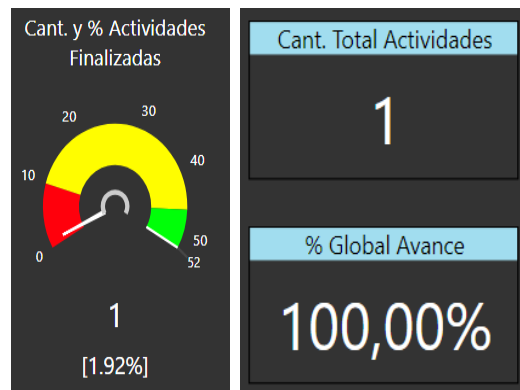 Cant. y % Actividades
Finalizadas
0
10
20
30
40
50
52
1
[1.92%]
Cant. Total Actividades
1
% Global Avance
100,00%